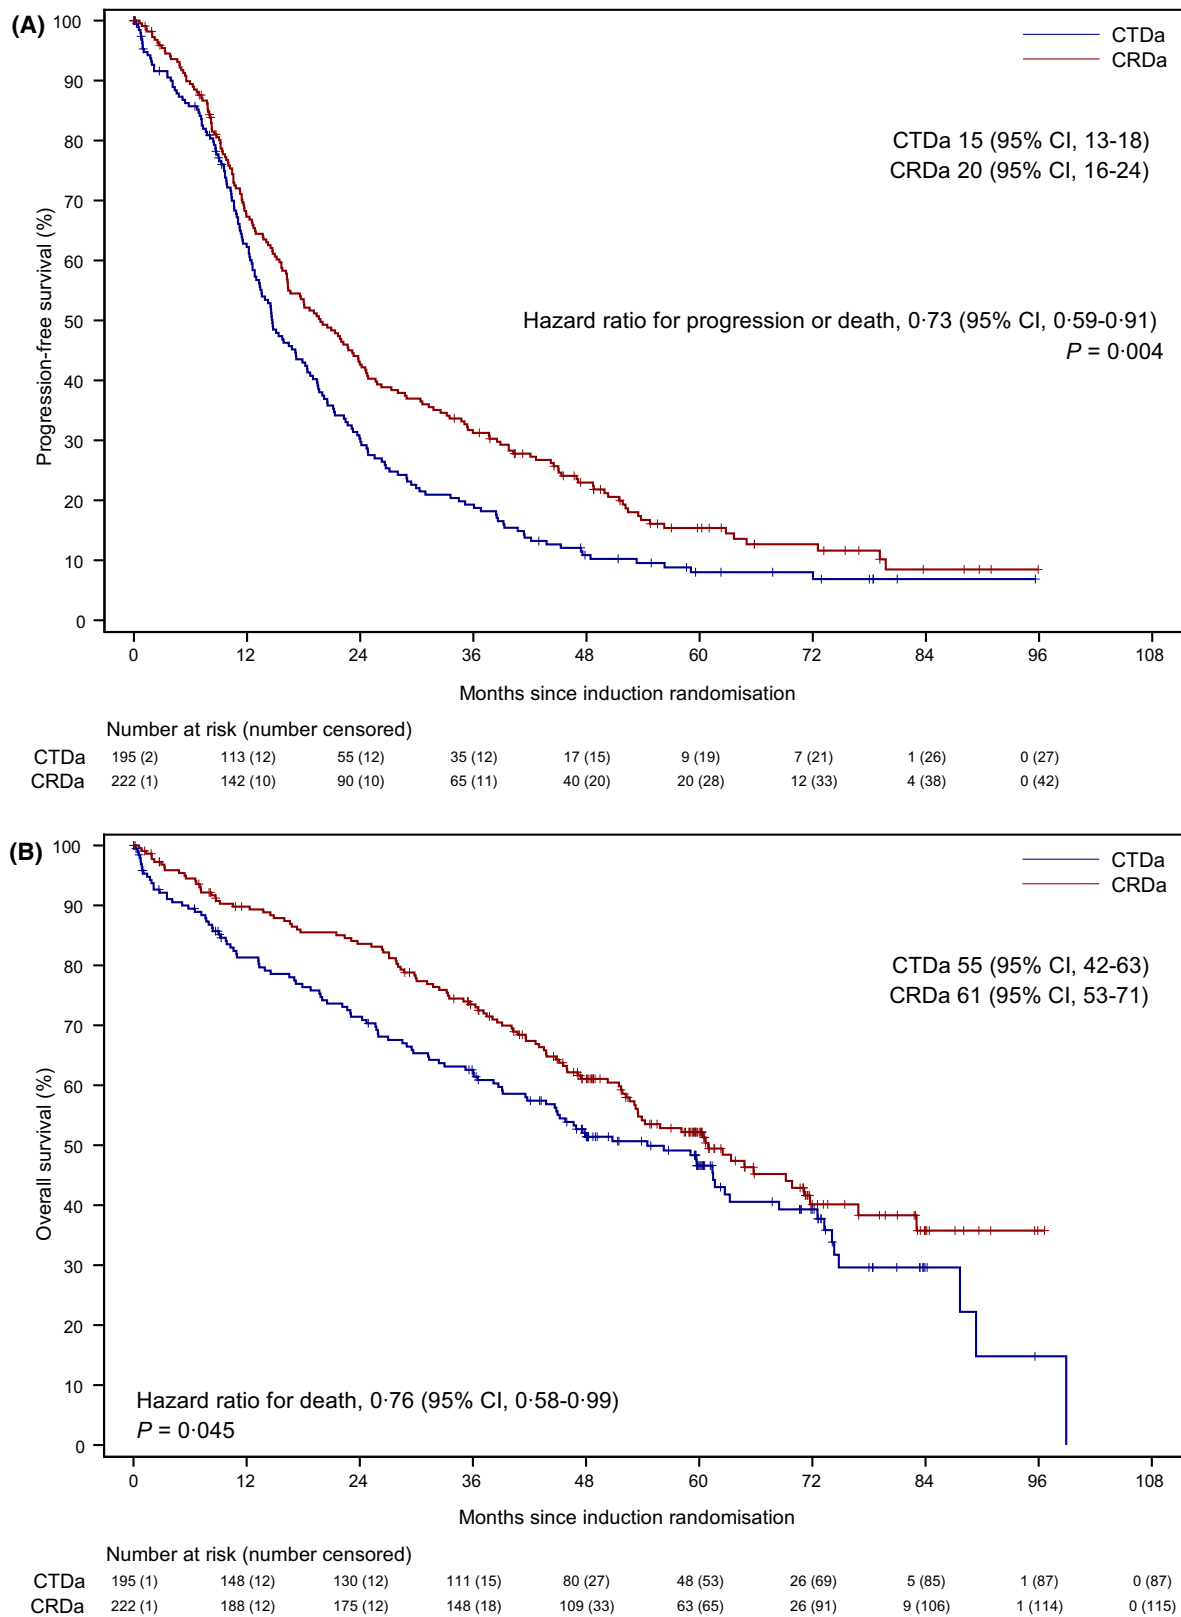 (A)
100
90
80
70
60
50
40
30
20
10
0
Progression-free survival (%)
CTDa
CRDa
CTDa 15 (95% CI, 13-18)
CRDa 20 (95% CI, 16-24)
Hazard ratio for progression or death, 0·73 (95% CI, 0·59-0·91)
P = 0·004
0 12 24 36 48 60 72 84 96 108
Months since induction randomisation
Number at risk (number censored)
CTDa 195 (2) 113 (12) 55 (12) 35 (12) 17 (15) 9 (19) 7 (21) 1 (26) 0 (27)
CRDa 222 (1) 142 (10) 90 (10) 65 (11) 40 (20) 20 (28) 12 (33) 4 (38) 0 (42)
(B)
100
90
80
70
60
50
40
30
20
10
0
Overall survival (%)
CTDa
CRDa
CTDa 55 (95% CI, 42-63)
CRDa 61 (95% CI, 53-71)
Hazard ratio for death, 0·76 (95% CI, 0·58-0·99)
P = 0·045
0 12 24 36 48 60 72 84 96 108
Months since induction randomisation
Number at risk (number censored)
CTDa 195 (1) 148 (12) 130 (12) 111 (15) 80 (27) 48 (53) 26 (69) 5 (85) 1 (87) 0 (87)
CRDa 222 (1) 188 (12) 175 (12) 148 (18) 109 (33) 63 (65) 26 (91) 9 (106) 1 (114) 0 (115)